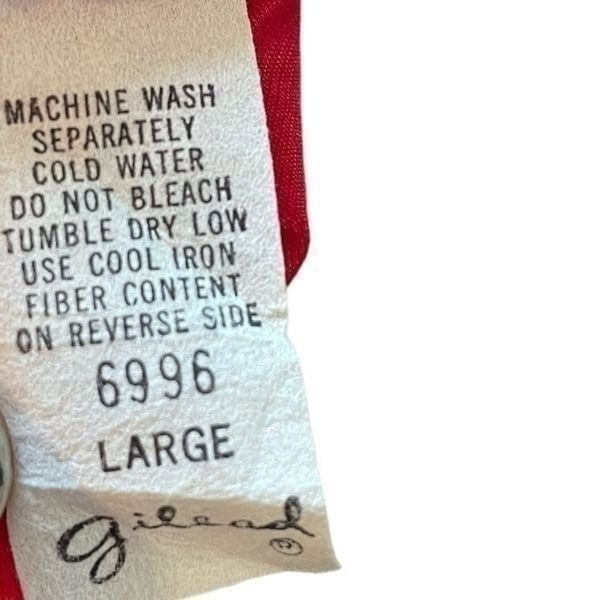 MACHINE WASH
SEPARATELY
COLD WATER
DO NOT BLEACH
TUMBLE DRY LOW
USE COOL IRON
FIBER CONTENT
ON REVERSE SIDE
6996
LARGE
gilead
®